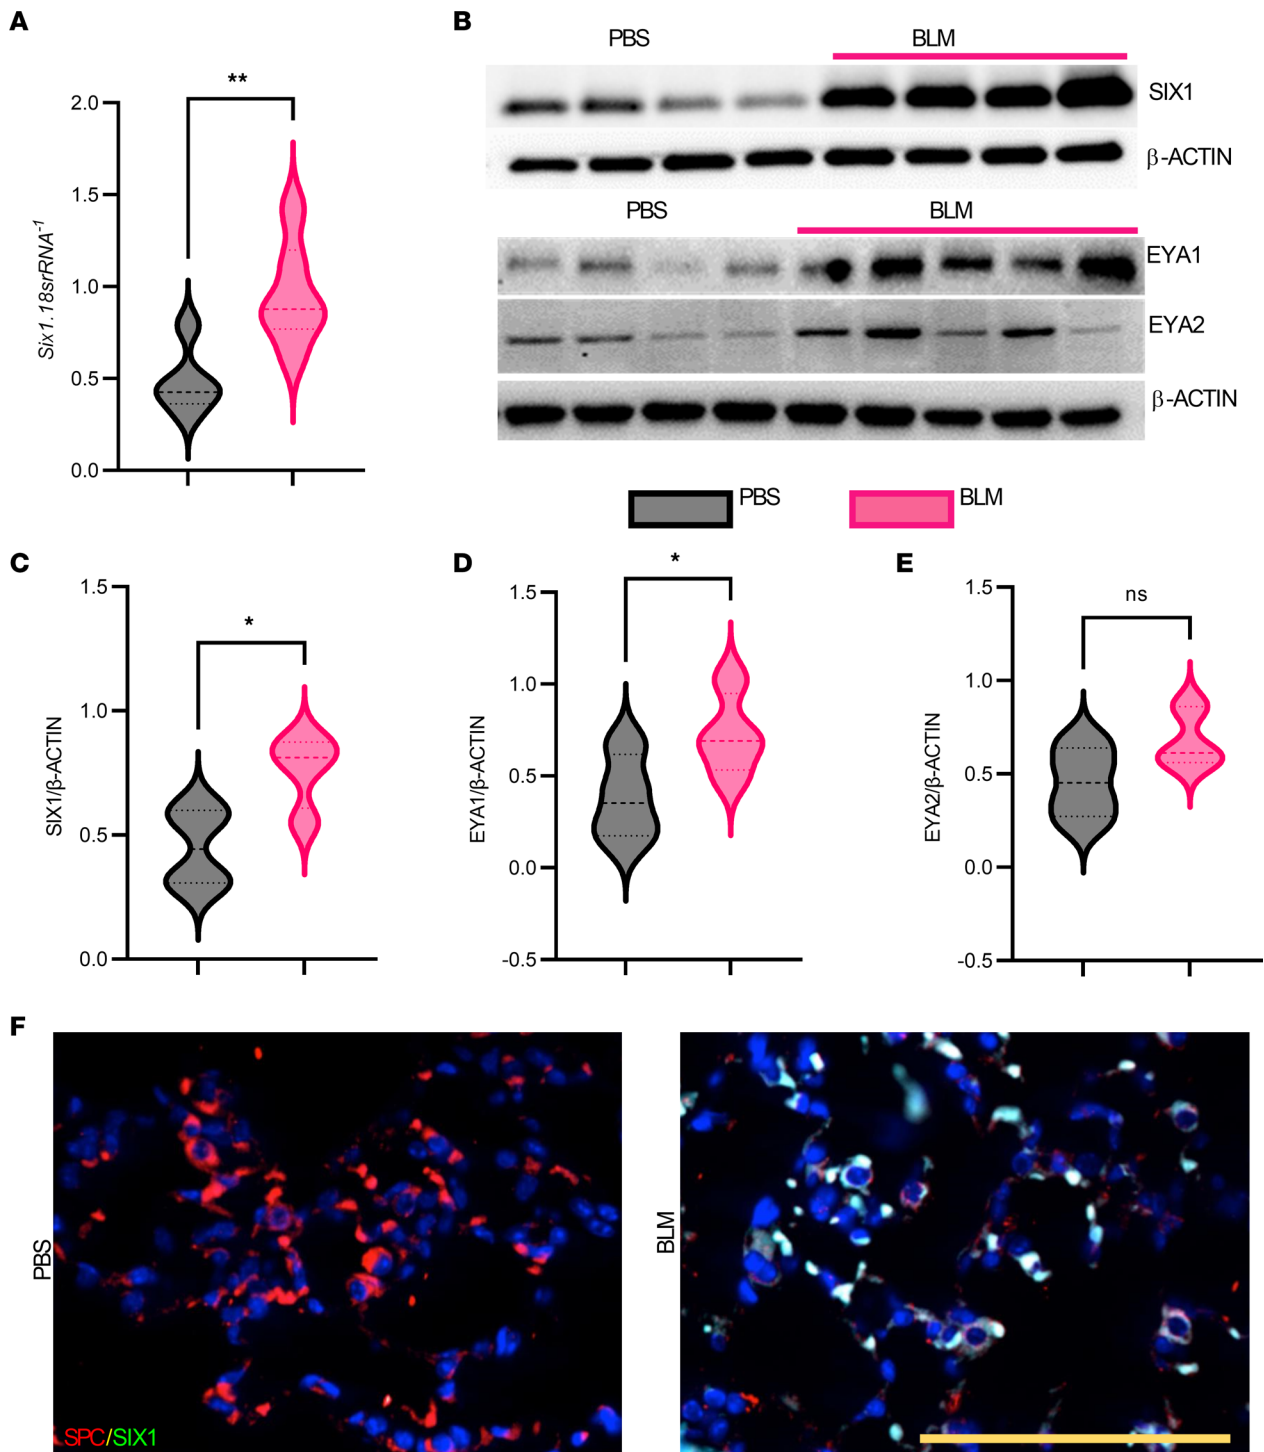 A
**
2.0
1.5
1.0
0.5
0.0
Six1.18srRNA⁻¹
B
PBS BLM
SIX1
β-ACTIN
PBS BLM
EYA1
EYA2
β-ACTIN
PBS BLM
C
*
1.5
1.0
0.5
0.0
SIX1/β-ACTIN
D
*
1.5
1.0
0.5
0.0
-0.5
EYA1/β-ACTIN
E
ns
1.5
1.0
0.5
0.0
-0.5
EYA2/β-ACTIN
F
PBS
SPC/SIX1
BLM